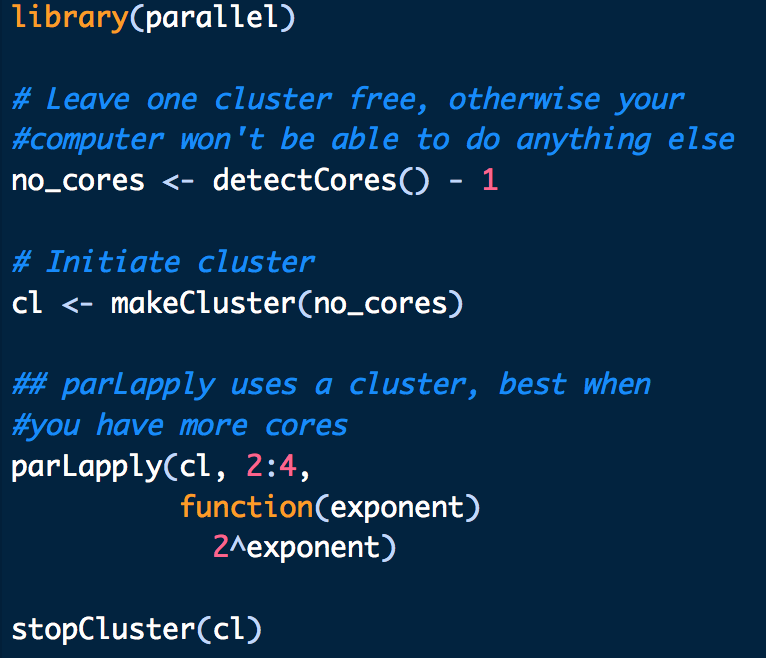 library(parallel)
# Leave one cluster free, otherwise your
#computer won't be able to do anything else
no_cores <- detectCores() - 1
# Initiate cluster
cl <- makeCluster(no_cores)
## parLapply uses a cluster, best when
#you have more cores
parLapply(cl, 2:4,
function(exponent)
2^exponent)
stopCluster(cl)